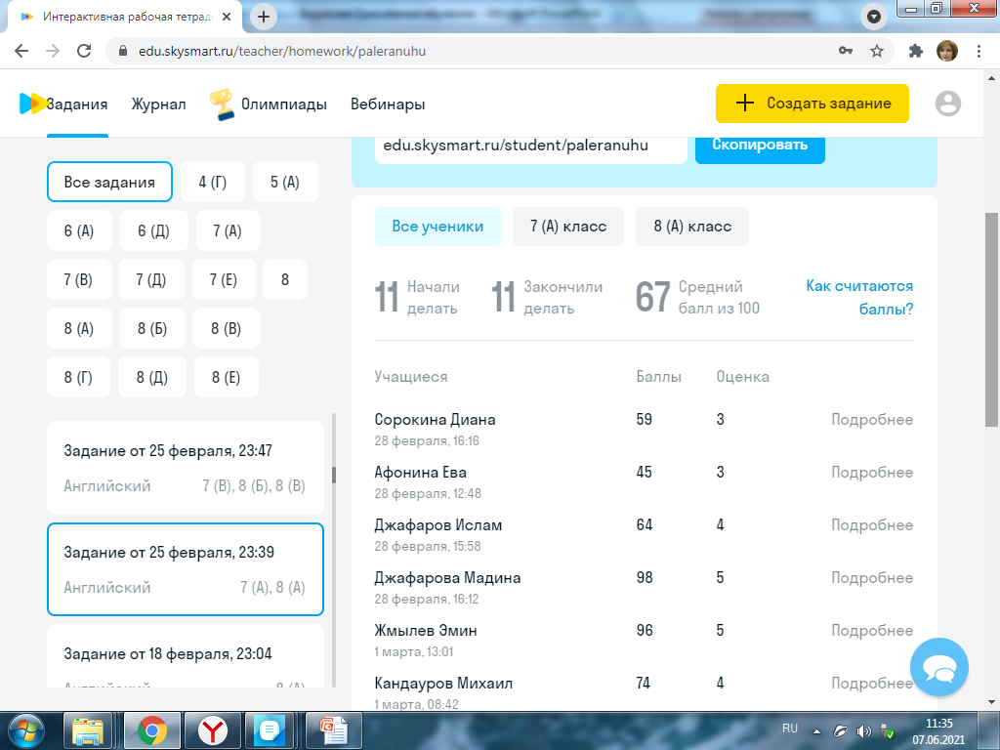 Интерактивная рабочая тетрадь
edu.skysmart.ru/teacher/homework/paleranuhu
Задания
Журнал
Олимпиады
Вебинары
Создать задание
Все задания
4 (Г)
5 (А)
6 (А)
6 (Д)
7 (А)
7 (В)
7 (Д)
7 (Е)
8
8 (А)
8 (Б)
8 (В)
8 (Г)
8 (Д)
8 (Е)
Задание от 25 февраля, 23:47
Английский 7 (В), 8 (Б), 8 (В)
Задание от 25 февраля, 23:39
Английский 7 (А), 8 (А)
Задание от 18 февраля, 23:04
Английский 8 (А)
edu.skysmart.ru/student/paleranuhu
Скопировать
Все ученики
7 (А) класс
8 (А) класс
11 Начали делать
11 Закончили делать
67 Средний балл из 100
Как считаются баллы?
Учащиеся Баллы Оценка
Сорокина Диана 59 3 Подробнее
28 февраля, 16:16
Афонина Ева 45 3 Подробнее
28 февраля, 12:48
Джафаров Ислам 64 4 Подробнее
28 февраля, 15:58
Джафарова Мадина 98 5 Подробнее
28 февраля, 16:12
Жмылев Эмин 96 5 Подробнее
1 марта, 13:01
Кандауров Михаил 74 4 Подробнее
1 марта, 08:42
RU
11:35
07.06.2021